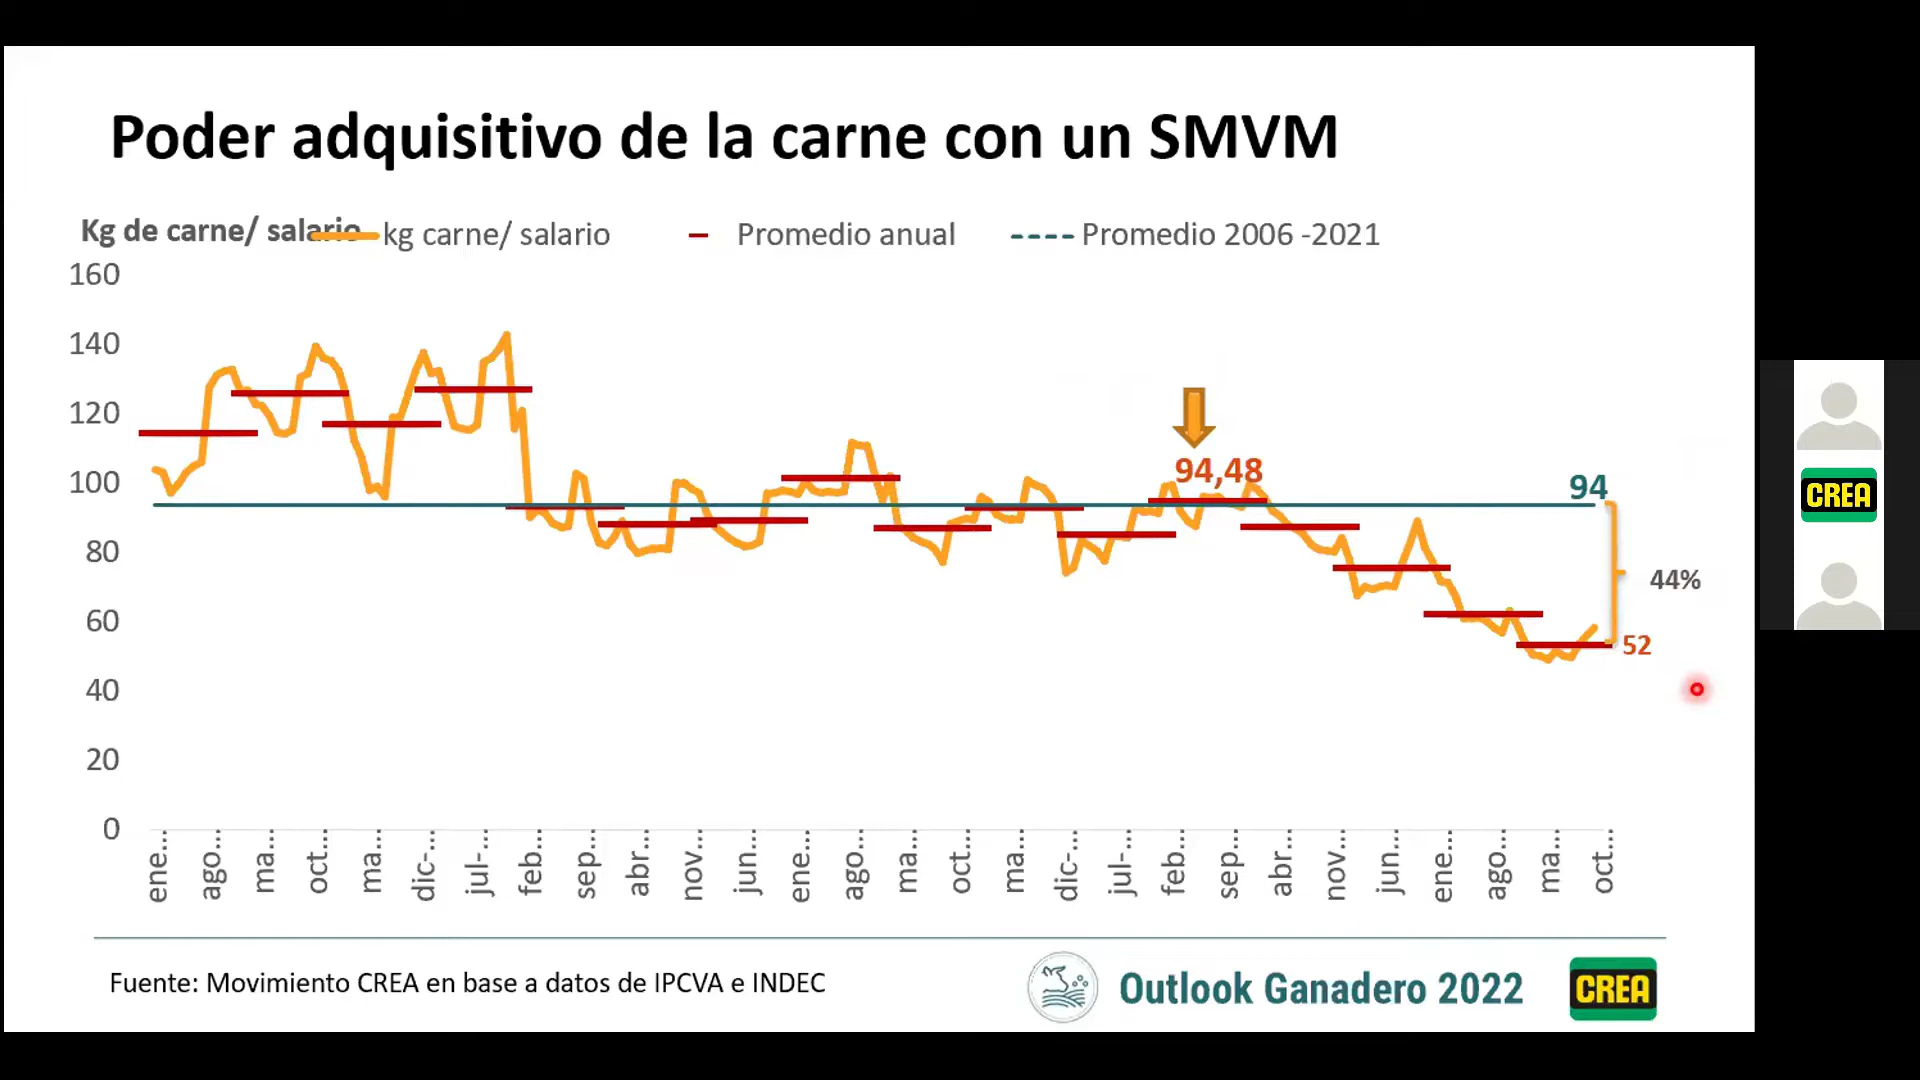 Poder adquisitivo de la carne con un SMVM
Kg de carne/ salario
kg carne/ salario
Promedio anual
Promedio 2006 -2021
160
140
120
100
80
60
40
20
0
94,48
94
44%
52
ene...
ago...
ma...
oct...
ma...
dic-...
jul-...
feb...
sep...
abr...
nov...
jun...
ene...
ago...
ma...
oct...
ma...
dic-...
jul-...
feb...
sep...
abr...
nov...
jun...
ene...
ago...
ma...
oct...
Fuente: Movimiento CREA en base a datos de IPCVA e INDEC
Outlook Ganadero 2022
CREA
CREA